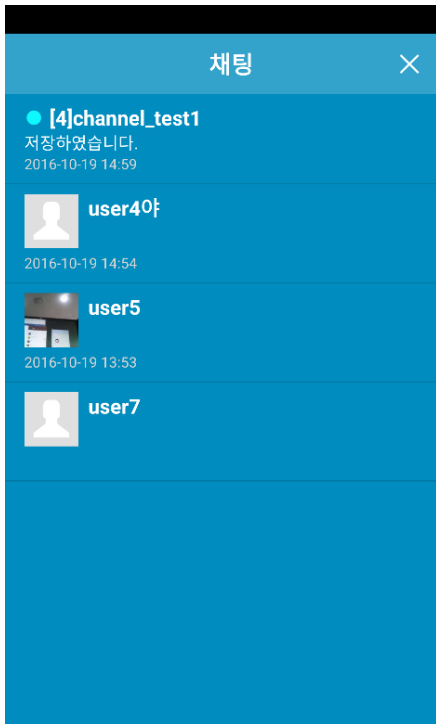 채팅
[4]channel_test1
저장하였습니다.
2016-10-19 14:59
user4야
2016-10-19 14:54
user5
2016-10-19 13:53
user7